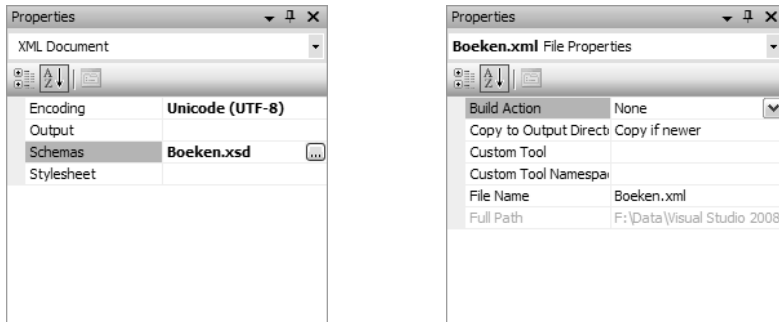 Properties
XML Document
Encoding Unicode (UTF-8)
Output
Schemas Boeken.xsd ...
Stylesheet
Properties
Boeken.xml File Properties
Build Action None
Copy to Output Directo Copy if newer
Custom Tool
Custom Tool Namespa
File Name Boeken.xml
Full Path F:\Data\Visual Studio 2008